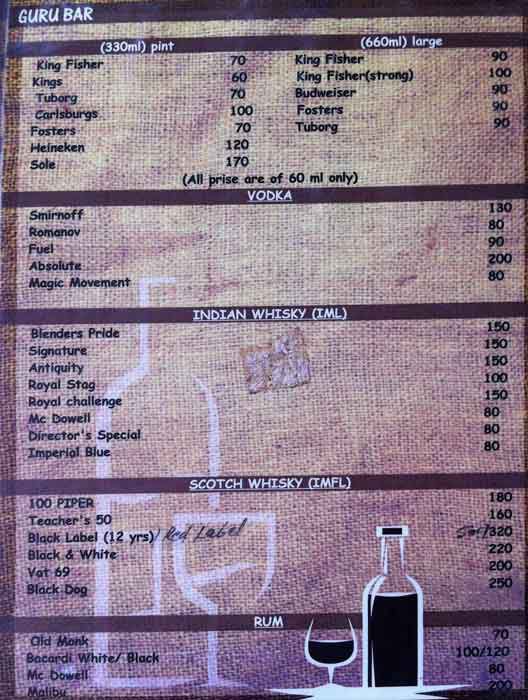 GURU BAR
(330ml) pint (660ml) large
King Fisher 70 King Fisher 90
Kings 60 King Fisher(strong) 100
Tuborg 70 Budweiser 90
Carlsburgs 100 Fosters 90
Fosters 70 Tuborg 90
Heineken 120
Sole 170
(All prise are of 60 ml only)
VODKA
Smirnoff 130
Romanov 80
Fuel 90
Absolute 200
Magic Movement 80
INDIAN WHISKY (IML)
Blenders Pride 150
Signature 150
Antiquity 150
Royal Stag 100
Royal challenge 150
Mc Dowell 80
Director's Special 80
Imperial Blue 80
SCOTCH WHISKY (IMFL)
100 PIPER 180
Teacher's 50 160
Black Label (12 yrs)/ Red Label /320
Black & White 220
Vat 69 200
Black Dog 250
RUM
Old Monk 70
Bacardi White/ Black 100/120
Mc Dowell 80
Malibu 200